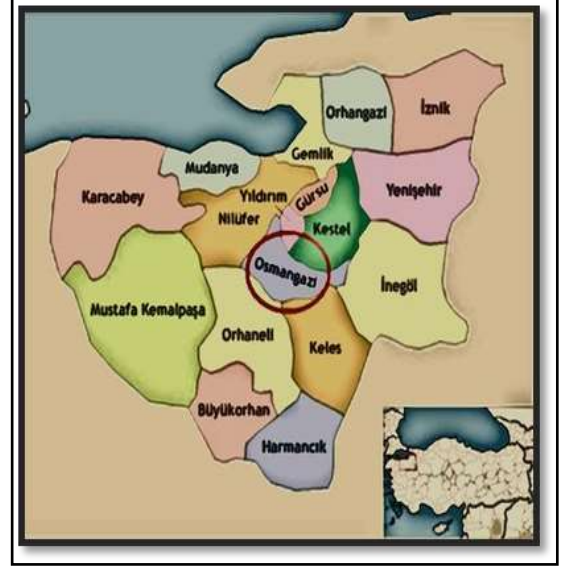 Orhangazi
İznik
Gemlik
Mudanya
Karacabey
Yıldırım
Gürsu
Yenişehir
Nilüfer
Kestel
Osmangazi
İnegöl
Mustafa Kemalpaşa
Orhaneli
Keles
Büyükorhan
Harmancık